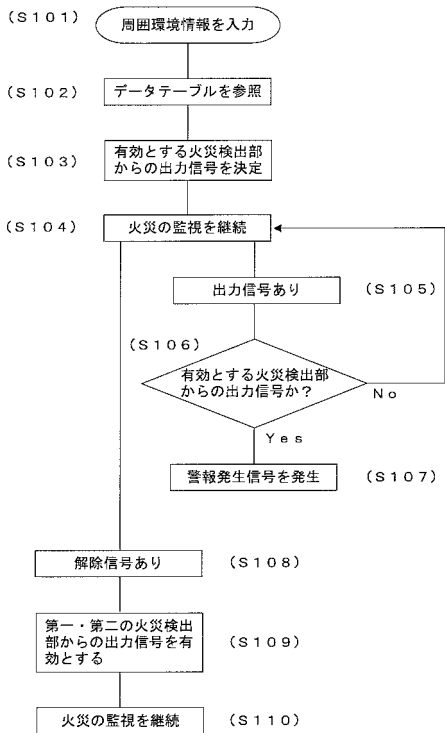 (S101)
周囲環境情報を入力
(S102)
データテーブルを参照
(S103)
有効とする火災検出部
からの出力信号を決定
(S104)
火災の監視を継続
出力信号あり
(S105)
(S106)
有効とする火災検出部
からの出力信号か?
No
Yes
警報発生信号を発生
(S107)
解除信号あり
(S108)
第一・第二の火災検出
部からの出力信号を有
効とする
(S109)
火災の監視を継続
(S110)